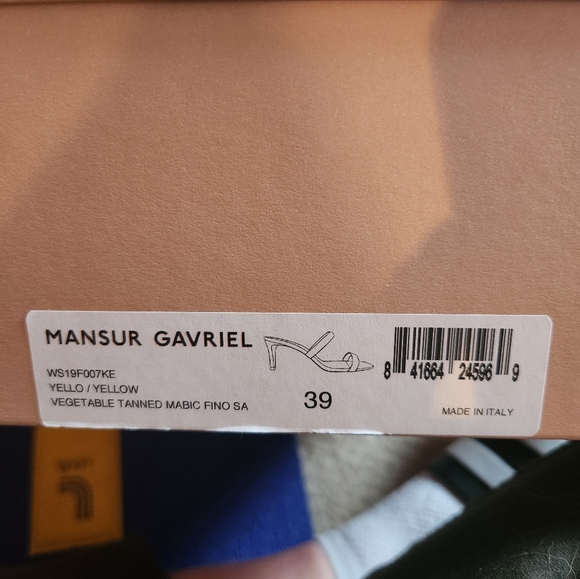 MANSUR GAVRIEL
WS19F007KE
YELLO / YELLOW
VEGETABLE TANNED MABIC FINO SA
39
8 41664 24596 9
MADE IN ITALY